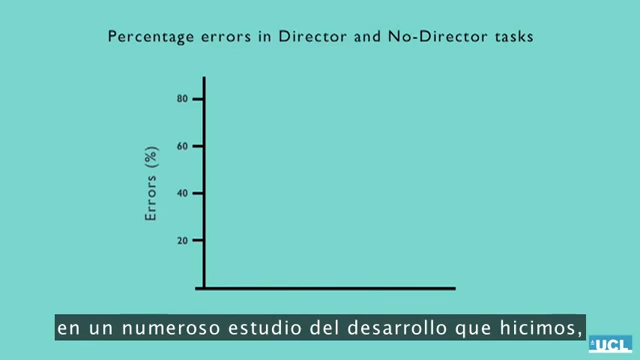 Percentage errors in Director and No-Director tasks
80
60
40
20
Errors (%)
en un numeroso estudio del desarrollo que hicimos,
UCL